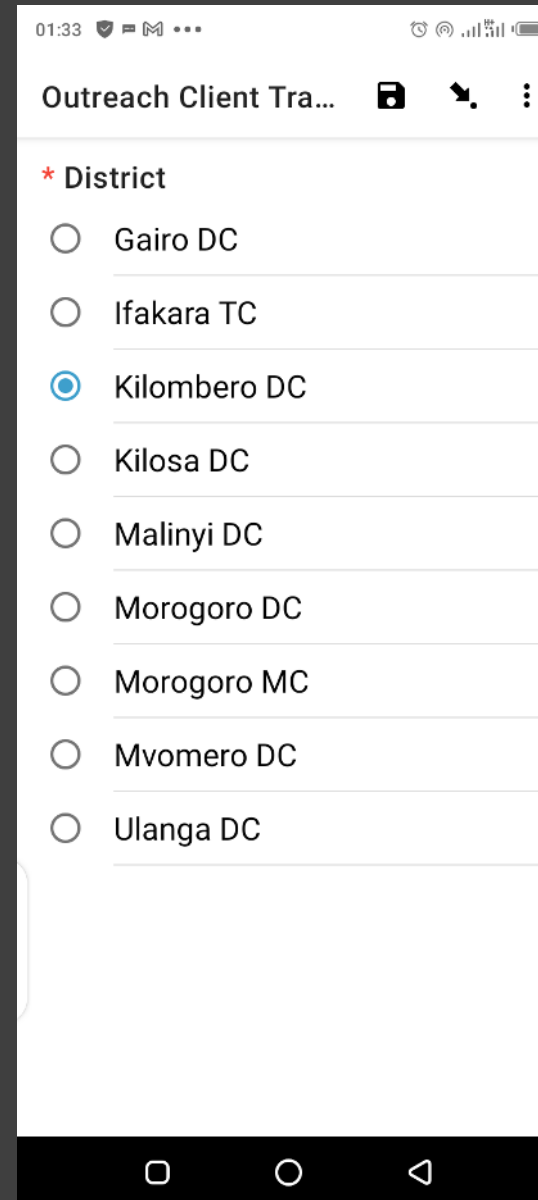 01:33
Outreach Client Tra...
* District
Gairo DC
Ifakara TC
Kilombero DC
Kilosa DC
Malinyi DC
Morogoro DC
Morogoro MC
Mvomero DC
Ulanga DC